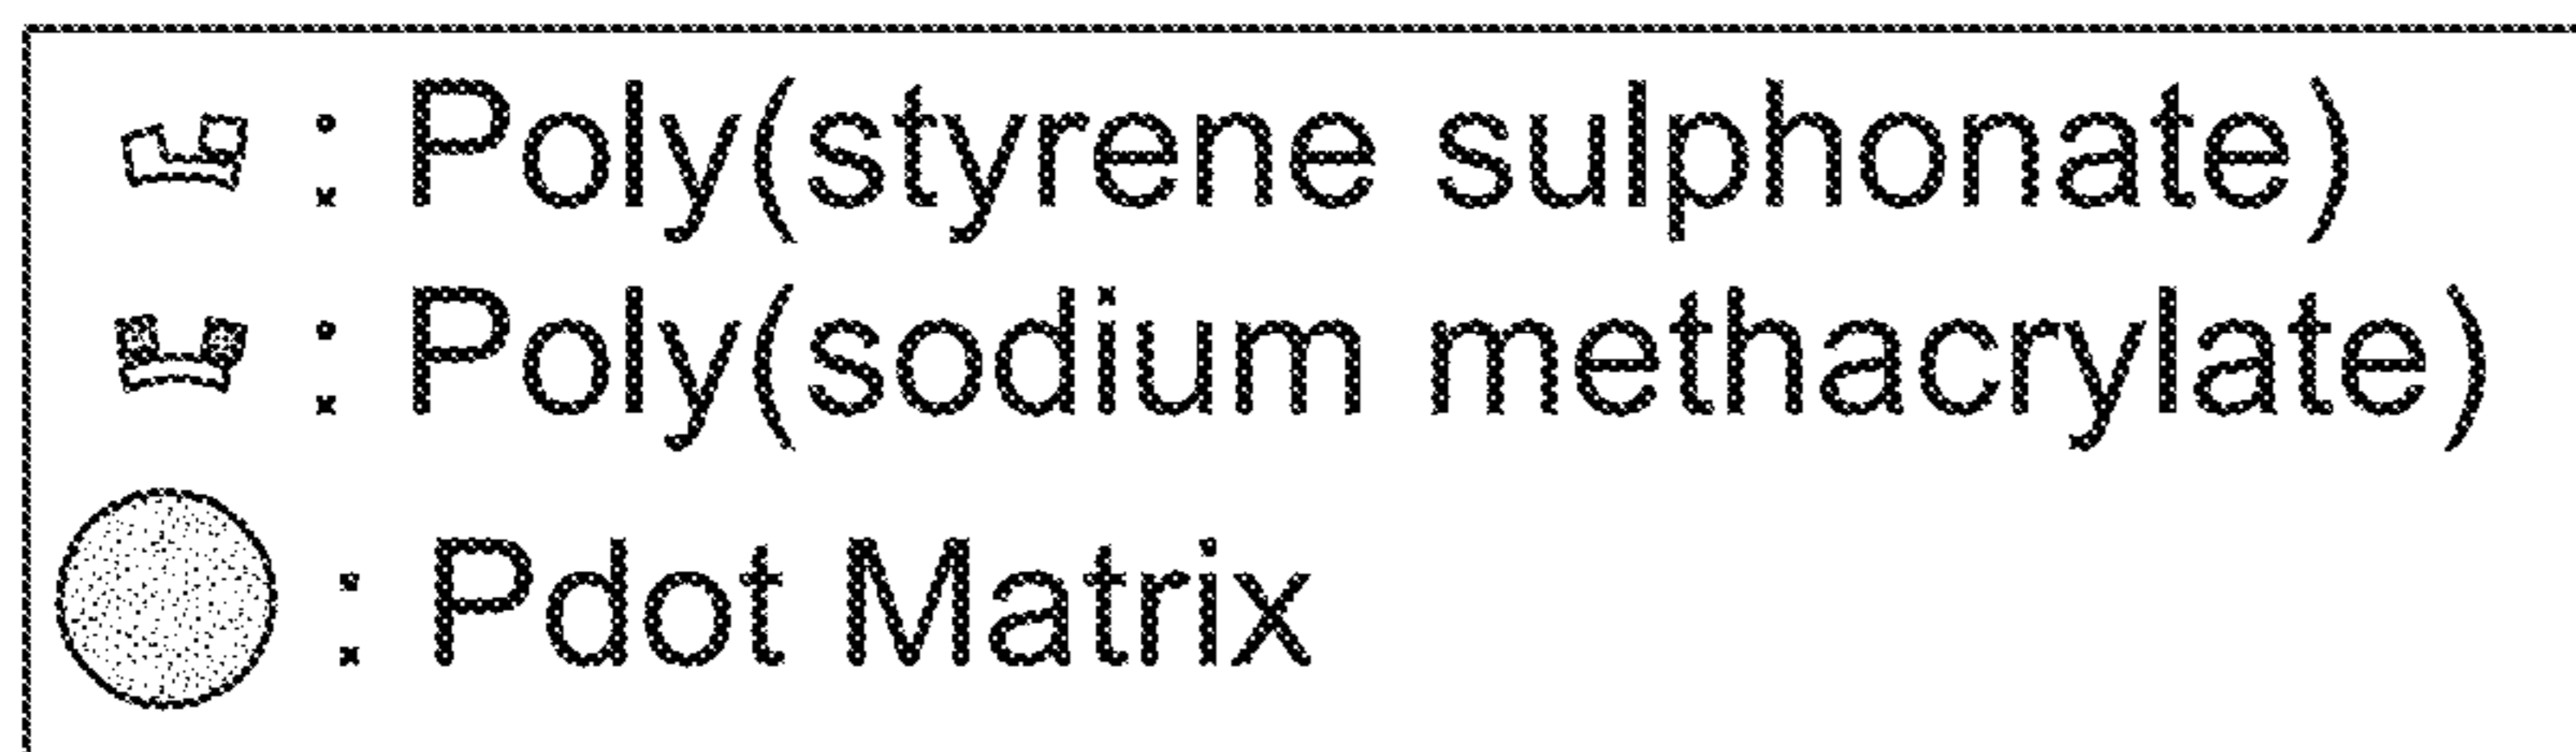 : Poly(styrene sulphonate)
: Poly(sodium methacrylate)
: Pdot Matrix